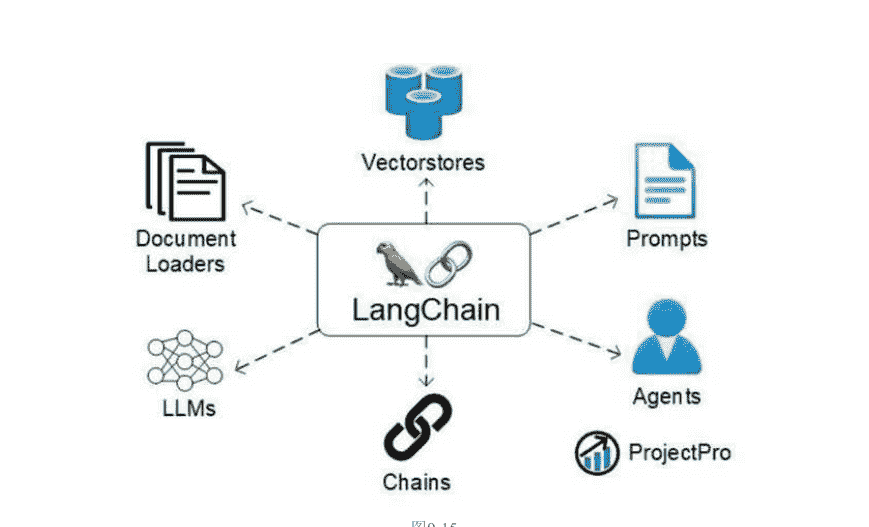 Vectorstores
Document
Loaders
Prompts
LangChain
LLMs
Agents
Chains
ProjectPro